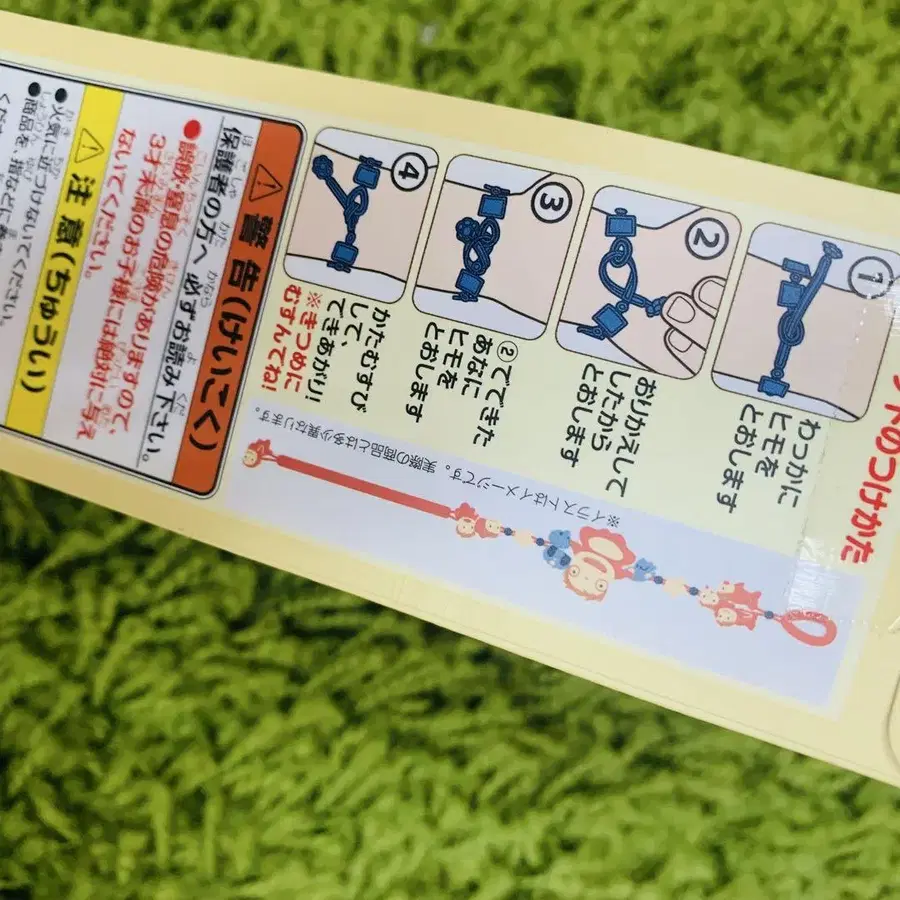 トのつけかた
①
わっかに
ヒモを
とおします
②
おりかえして
したから
とおします
③
②でできた
あなに
ヒモを
とおします
④
かたむすび
して、
できあがり!!
※きつめに
むすんでね!
※イラストはイメージです。実際の商品とは多少異なります。
警告(けいこく)
保護者の方へ 必ずお読み下さい。
●誤飲・窒息の危険がありますので、
3才未満のお子様には絶対に与え
ないでください。
注意(ちゅうい)
●火気に近づけないでください。
●商品を